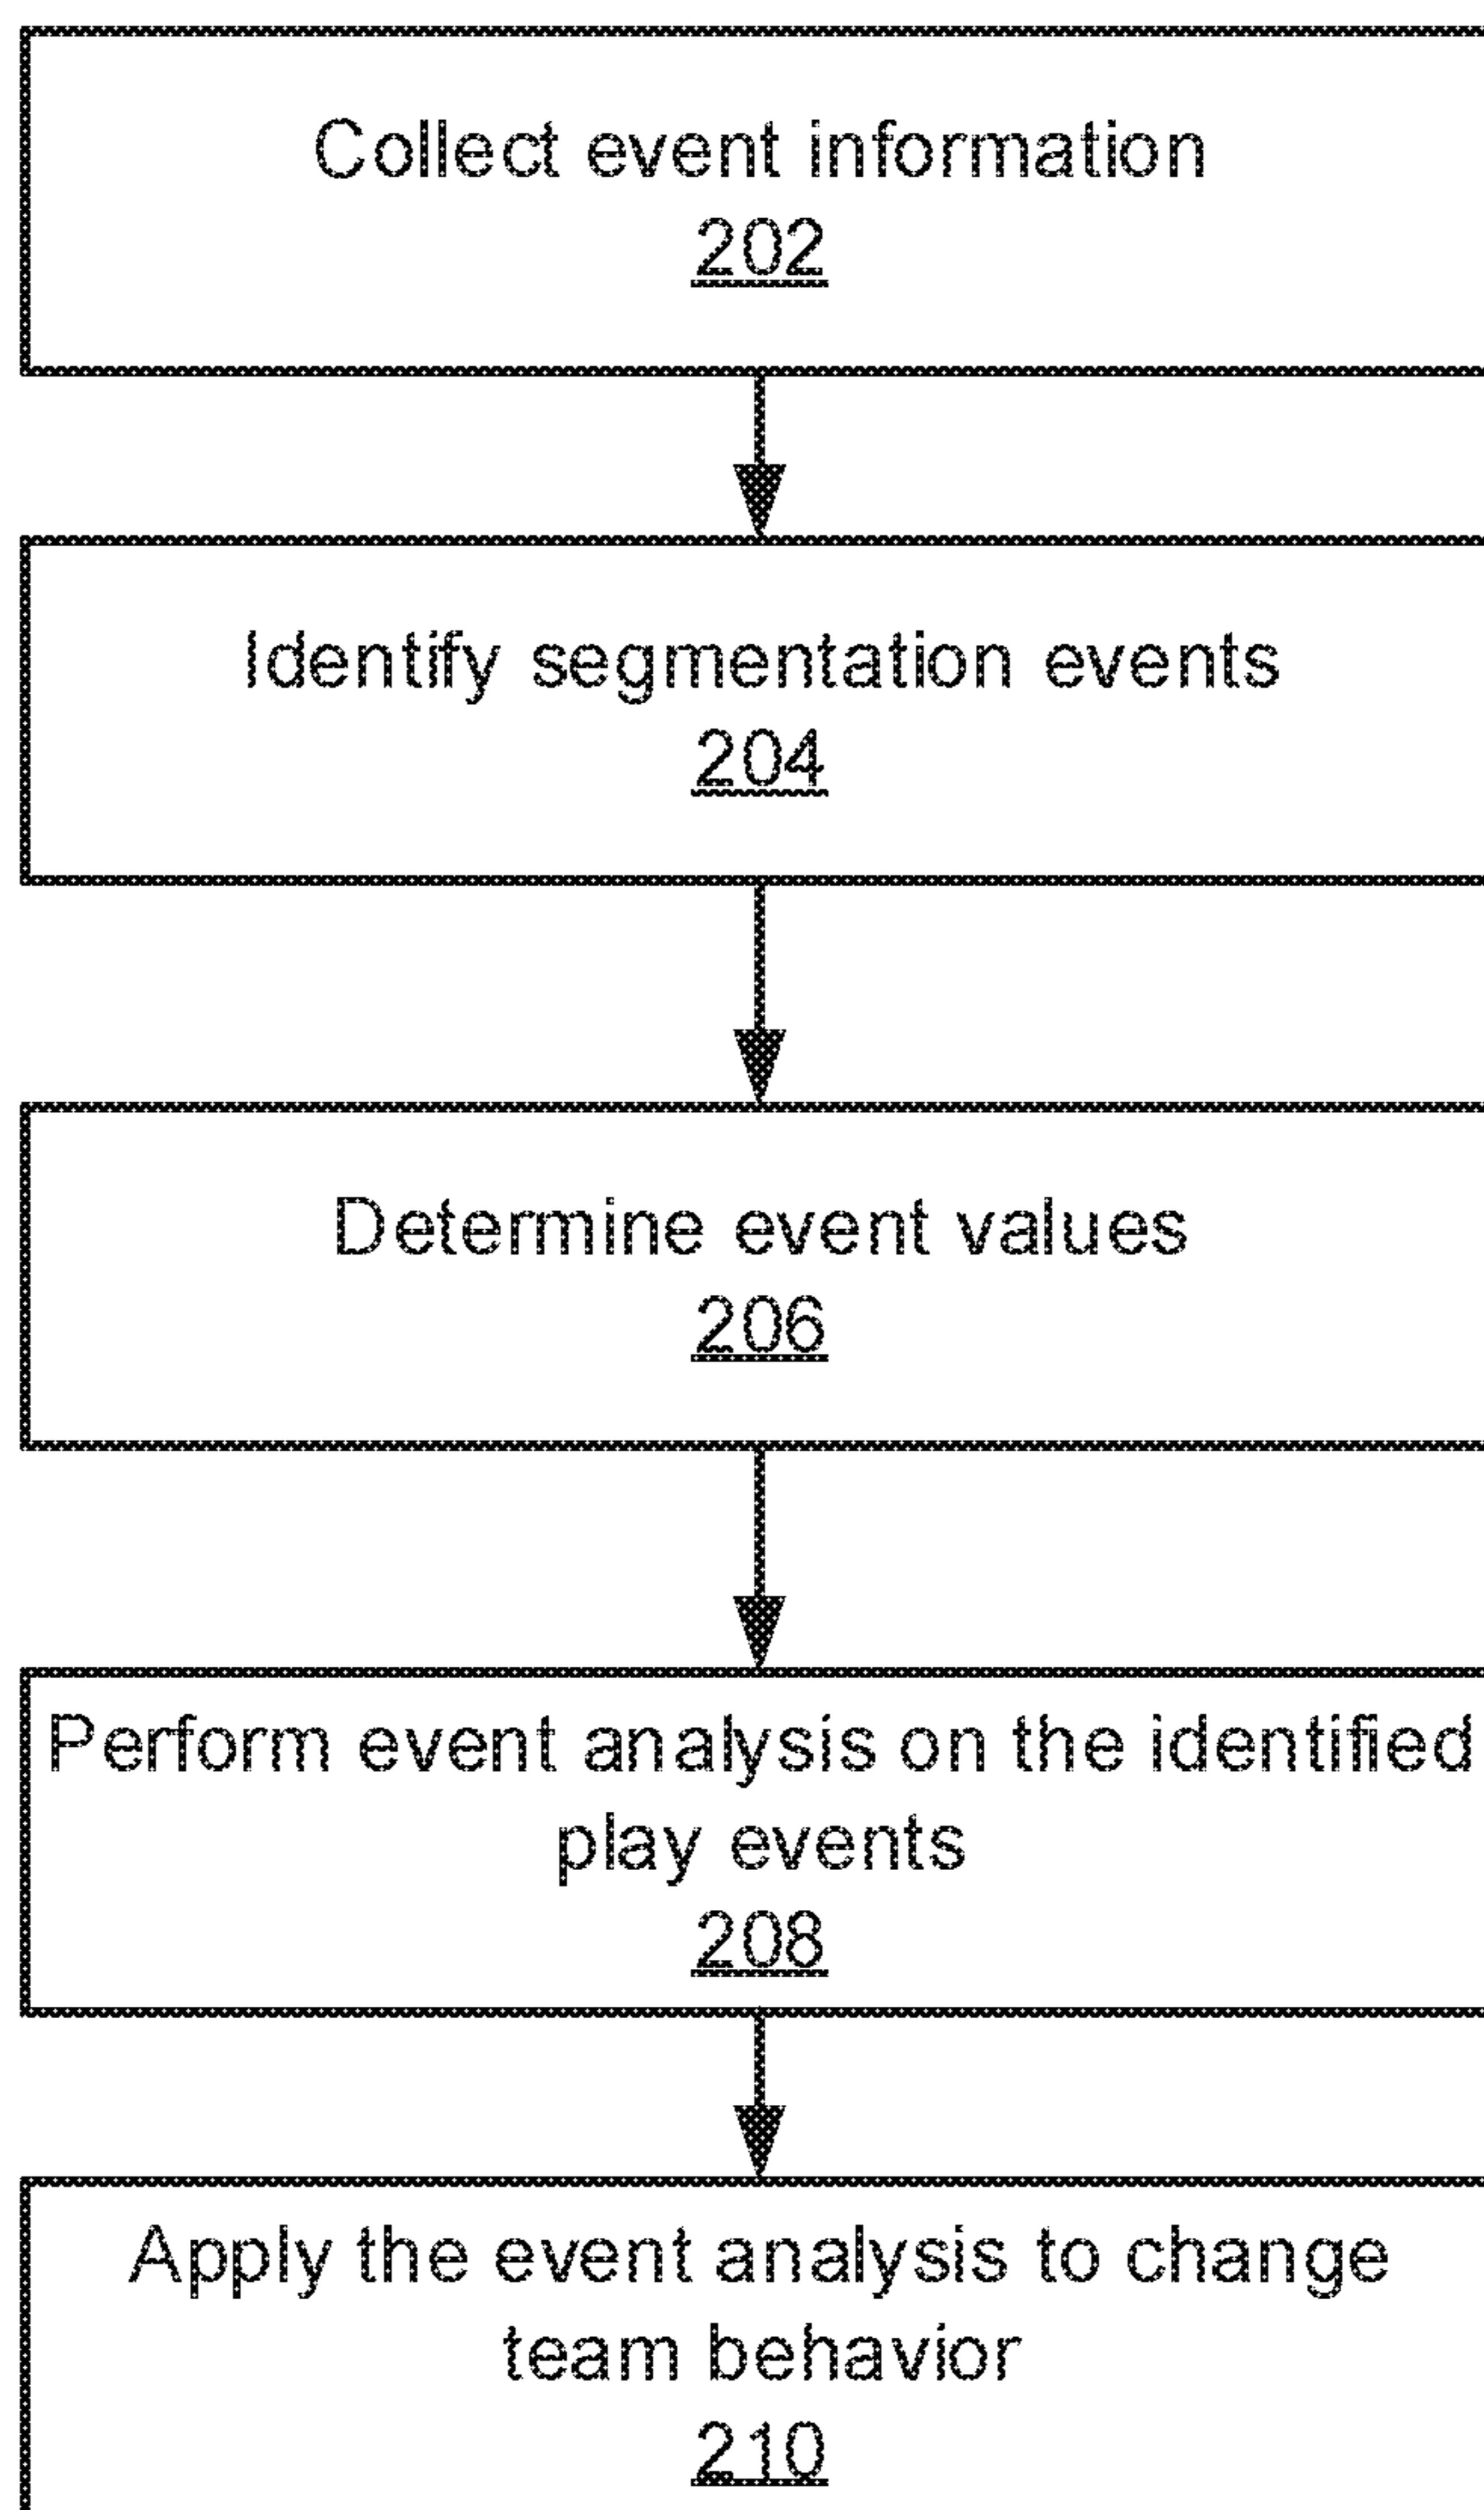 Collect event information
202
Identify segmentation events
204
Determine event values
206
Perform event analysis on the identified
play events
208
Apply the event analysis to change
team behavior
210